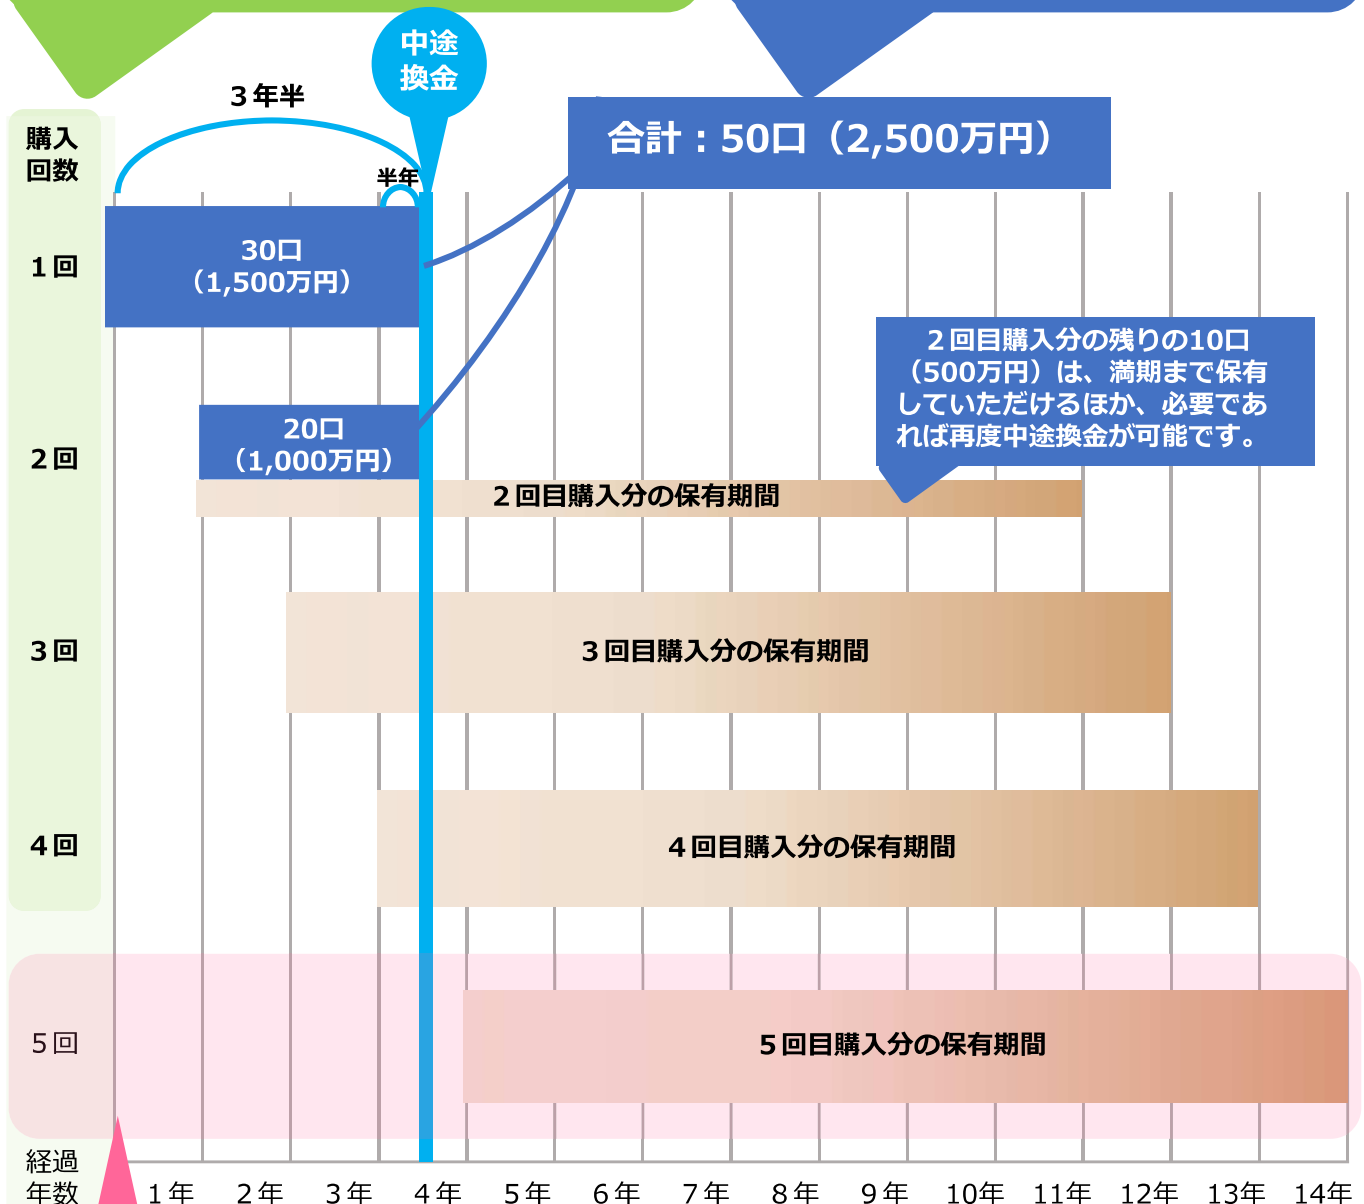 中途
換金
３年半
半年
合計：50口（2,500万円）
購入
回数
１回
30口
（1,500万円）
２回目購入分の残りの10口
（500万円）は、満期まで保有
していただけるほか、必要であ
れば再度中途換金が可能です。
２回
20口
（1,000万円）
２回目購入分の保有期間
３回
３回目購入分の保有期間
４回
４回目購入分の保有期間
５回
５回目購入分の保有期間
経過
年数
１年 ２年 ３年 ４年 ５年 ６年 ７年 ８年 ９年 10年 11年 12年 13年 14年